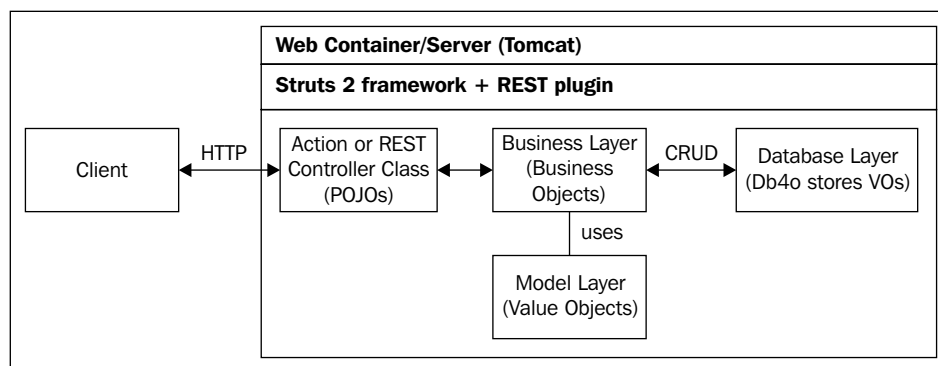 Web Container/Server (Tomcat)
Struts 2 framework + REST plugin
Client
HTTP
Action or REST
Controller Class
(POJOs)
Business Layer
(Business
Objects)
CRUD
Database Layer
(Db4o stores VOs)
uses
Model Layer
(Value Objects)